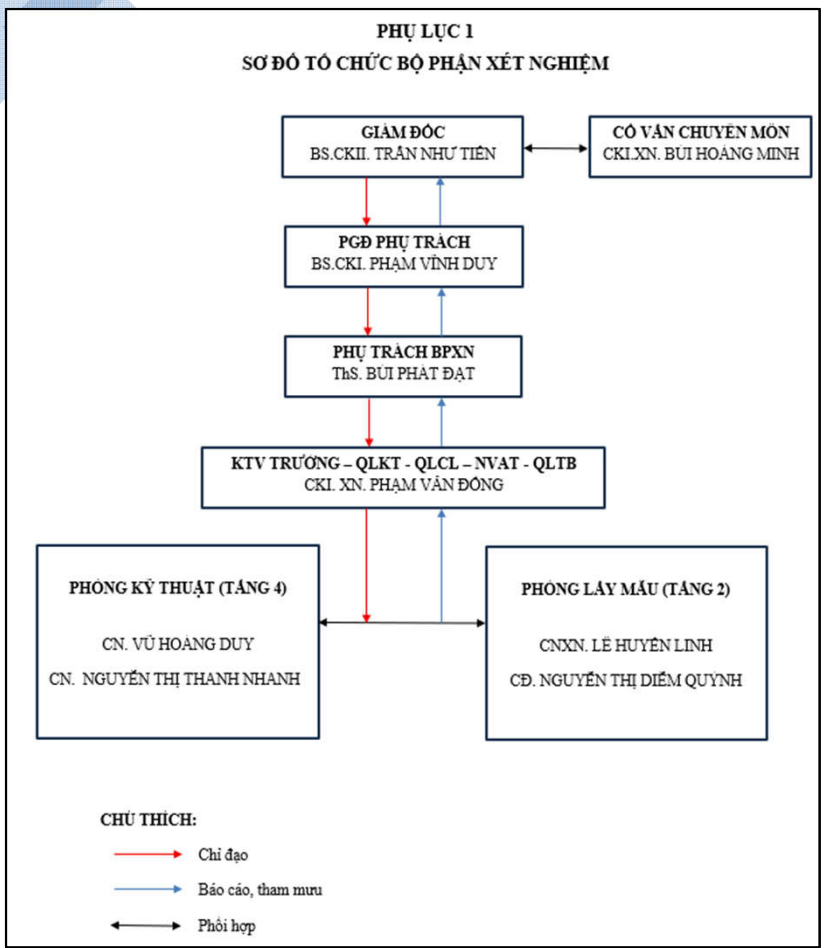 PHỤ LỤC 1
SƠ ĐỒ TỔ CHỨC BỘ PHẬN XÉT NGHIỆM
GIÁM ĐỐC
BS.CKII. TRẦN NHƯ TIẾN
CỐ VẤN CHUYÊN MÔN
CKI.XN. BÙI HOÀNG MINH
PGĐ PHỤ TRÁCH
BS.CKI. PHẠM VĨNH DUY
PHỤ TRÁCH BPXN
ThS. BÙI PHÁT ĐẠT
KTV TRƯỞNG – QLKT - QLCL – NVAT - QLTB
CKI. XN. PHẠM VĂN ĐÔNG
PHÒNG KỸ THUẬT (TẦNG 4)
CN. VŨ HOÀNG DUY
CN. NGUYỄN THỊ THANH NHANH
PHÒNG LẤY MẪU (TẦNG 2)
CNXN. LÊ HUYỀN LINH
CĐ. NGUYỄN THỊ DIỄM QUỲNH
CHÚ THÍCH:
Chỉ đạo
Báo cáo, tham mưu
Phối hợp